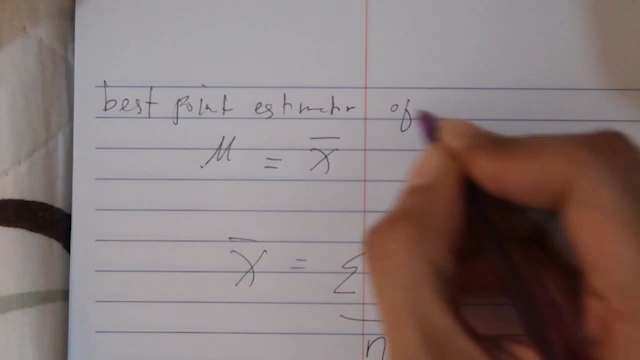 best point estimator of
μ = x̄
x̄ = Σ
n